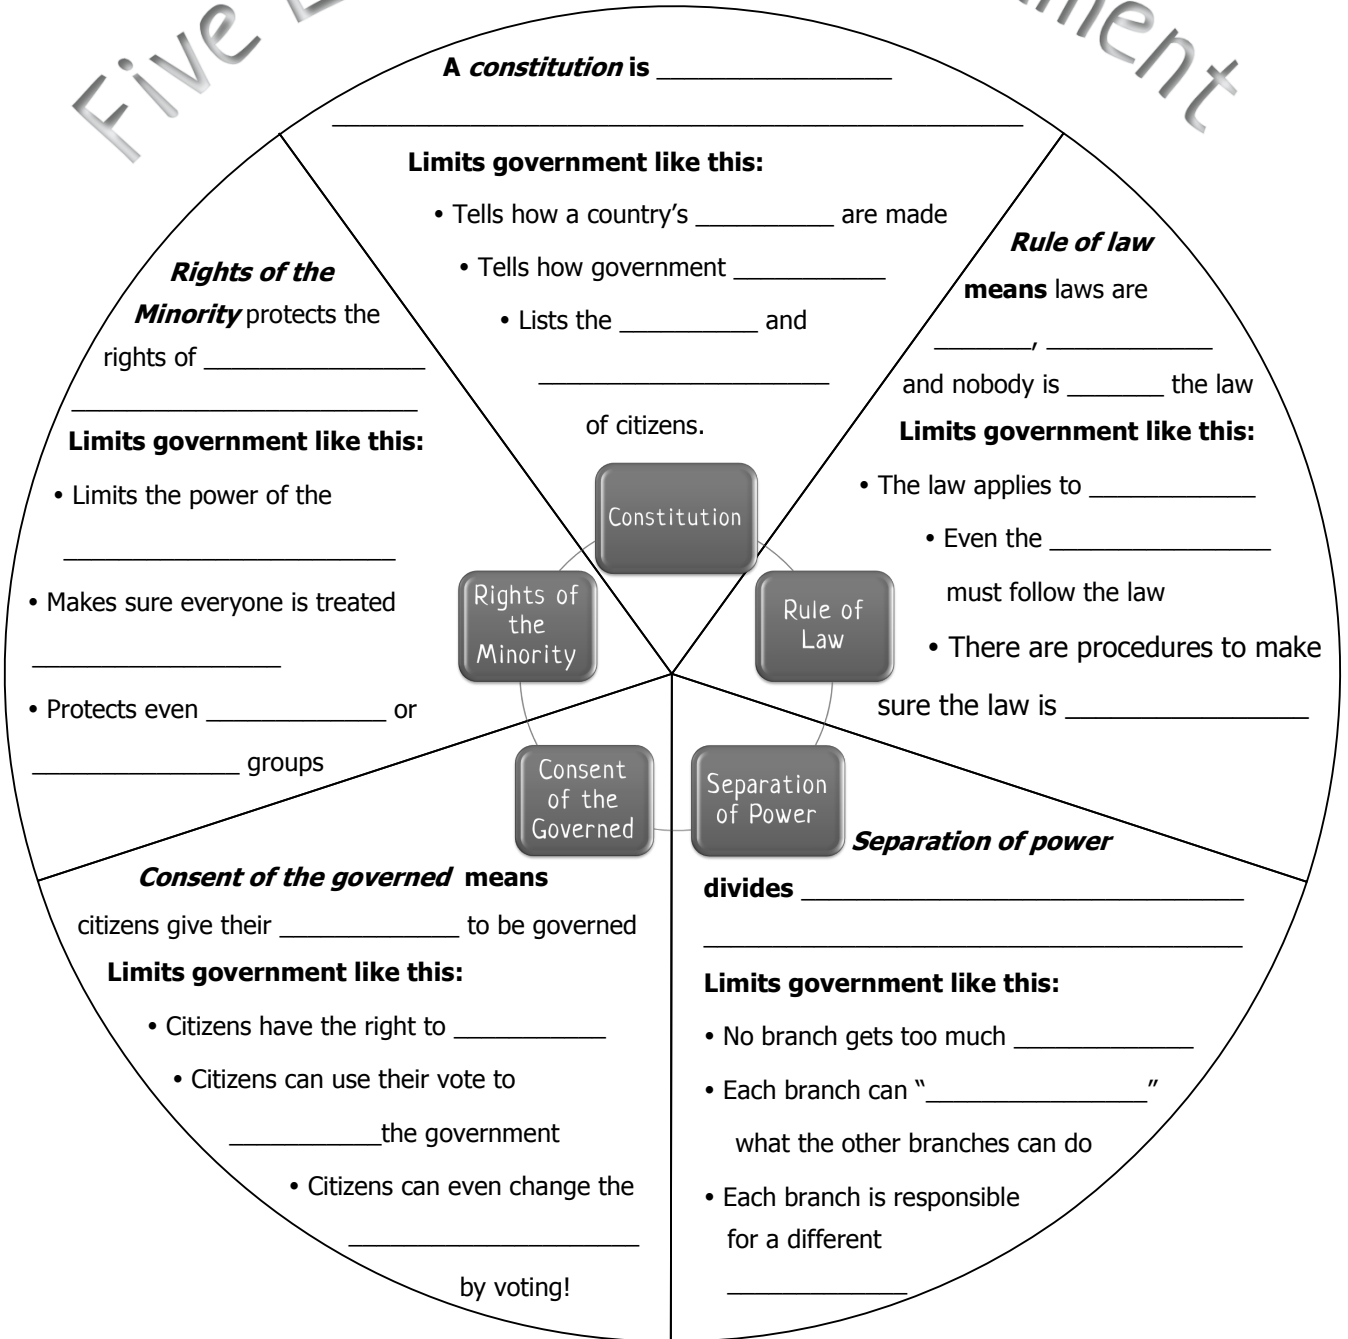 Five
A constitution is _________________
__________________________________________________
Limits government like this:
• Tells how a country’s __________ are made
• Tells how government ___________
• Lists the __________ and
_____________________
of citizens.
Rule of law
means laws are
_______, ____________
and nobody is _______ the law
Limits government like this:
• The law applies to ____________
• Even the ________________
must follow the law
• There are procedures to make
sure the law is ________________
Separation of power
divides ________________________________
_______________________________________
Limits government like this:
• No branch gets too much _____________
• Each branch can “________________”
what the other branches can do
• Each branch is responsible
for a different
_____________
Consent of the governed means
citizens give their _____________ to be governed
Limits government like this:
• Citizens have the right to ___________
• Citizens can use their vote to
___________the government
• Citizens can even change the
_____________________
by voting!
Rights of the
Minority protects the
rights of ________________
_________________________
Limits government like this:
• Limits the power of the
________________________
• Makes sure everyone is treated
__________________
• Protects even _____________ or
_______________ groups
Constitution
Rule of
Law
Separation
of Power
Consent
of the
Governed
Rights of
the
Minority